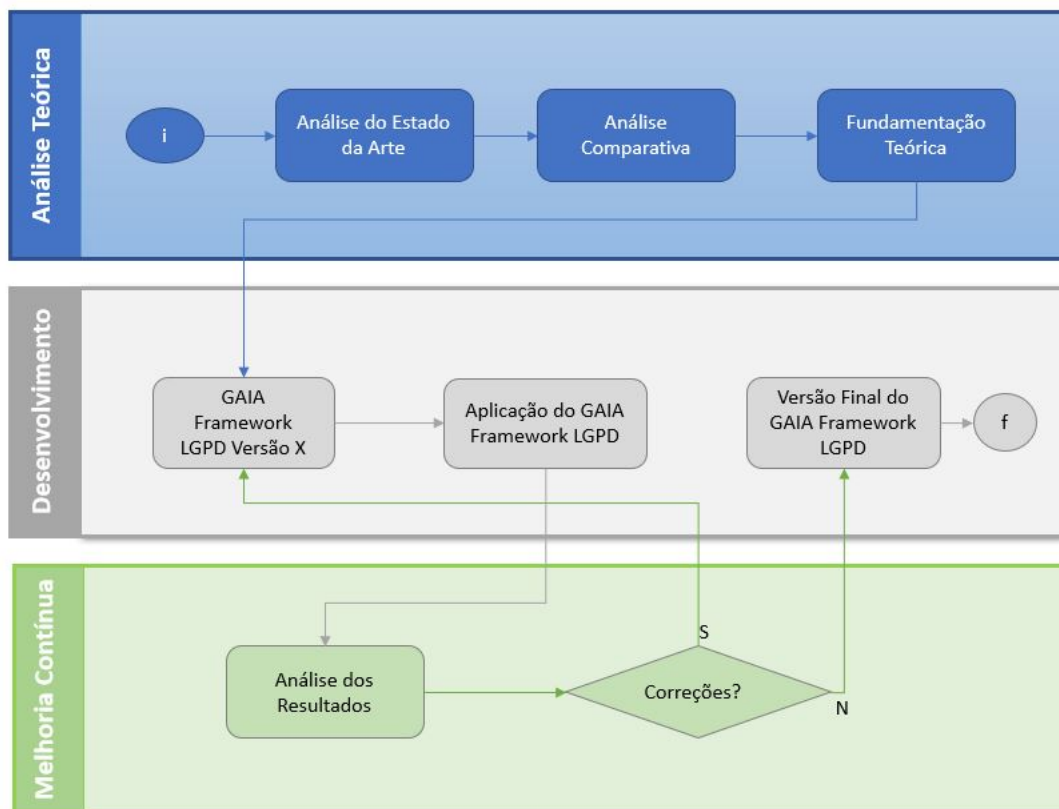 Análise Teórica
i
Análise do Estado
da Arte
Análise
Comparativa
Fundamentação
Teórica
Desenvolvimento
GAIA
Framework
LGPD Versão X
Aplicação do GAIA
Framework LGPD
Versão Final do
GAIA Framework
LGPD
f
Melhoria Contínua
Análise dos
Resultados
Correções?
S
N